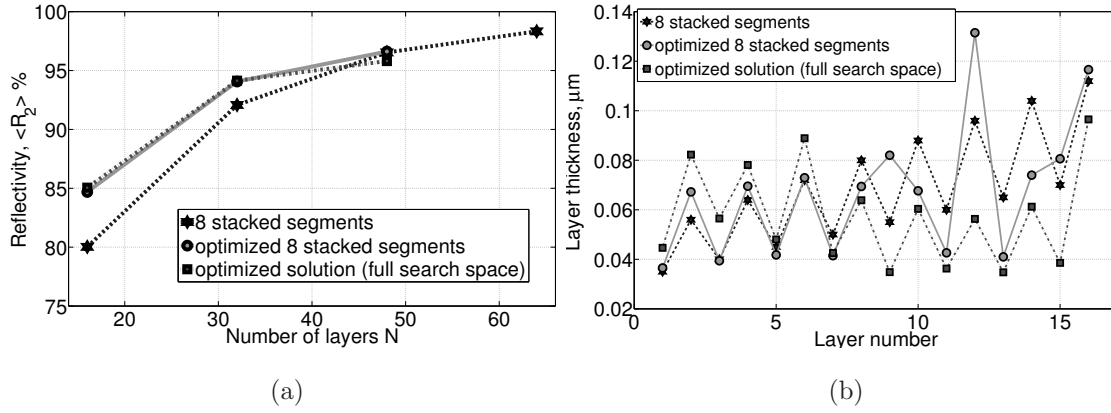 100
95
90
85
80
75
20
30
40
50
60
Reflectivity, <R2> %
Number of layers N
8 stacked segments
optimized 8 stacked segments
optimized solution (full search space)
(a)
0.14
0.12
0.1
0.08
0.06
0.04
0.02
0
5
10
15
Layer thickness, μm
Layer number
8 stacked segments
optimized 8 stacked segments
optimized solution (full search space)
(b)